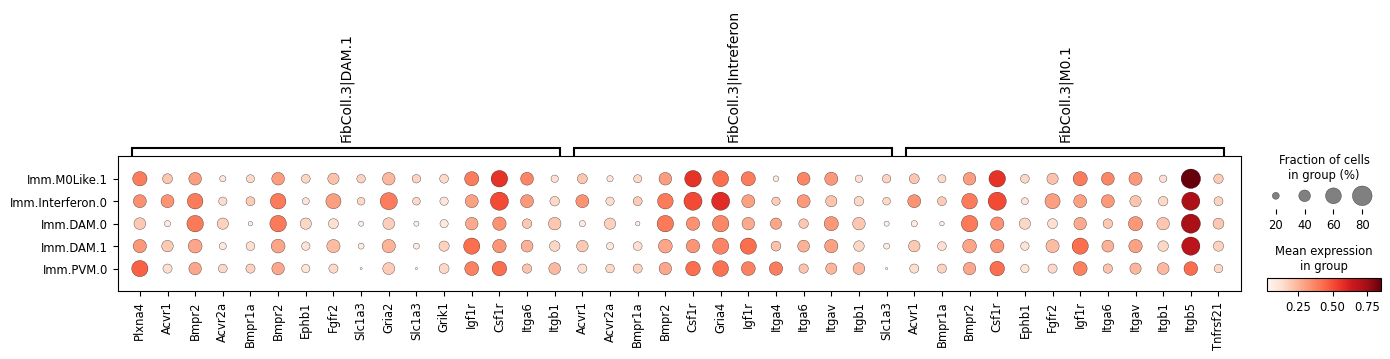 FibColl.3|DAM.1
FibColl.3|Intreferon
FibColl.3|M0.1
Imm.M0Like.1
Imm.Interferon.0
Imm.DAM.0
Imm.DAM.1
Imm.PVM.0
Plxna4 Acvr1 Bmpr2 Acvr2a Bmpr1a Bmpr2 Ephb1 Fgfr2 Slc1a3 Gria2 Slc1a3 Grik1 Igf1r Csf1r Itga6 Itgb1 Acvr1 Acvr2a Bmpr1a Bmpr2 Csf1r Gria4 Igf1r Itga4 Itga6 Itgav Itgb1 Slc1a3 Acvr1 Bmpr1a Bmpr2 Csf1r Ephb1 Fgfr2 Igf1r Itga6 Itgav Itgb1 Itgb5 Tnfrsf21
Fraction of cells
in group (%)
20 40 60 80
Mean expression
in group
0.25 0.50 0.75